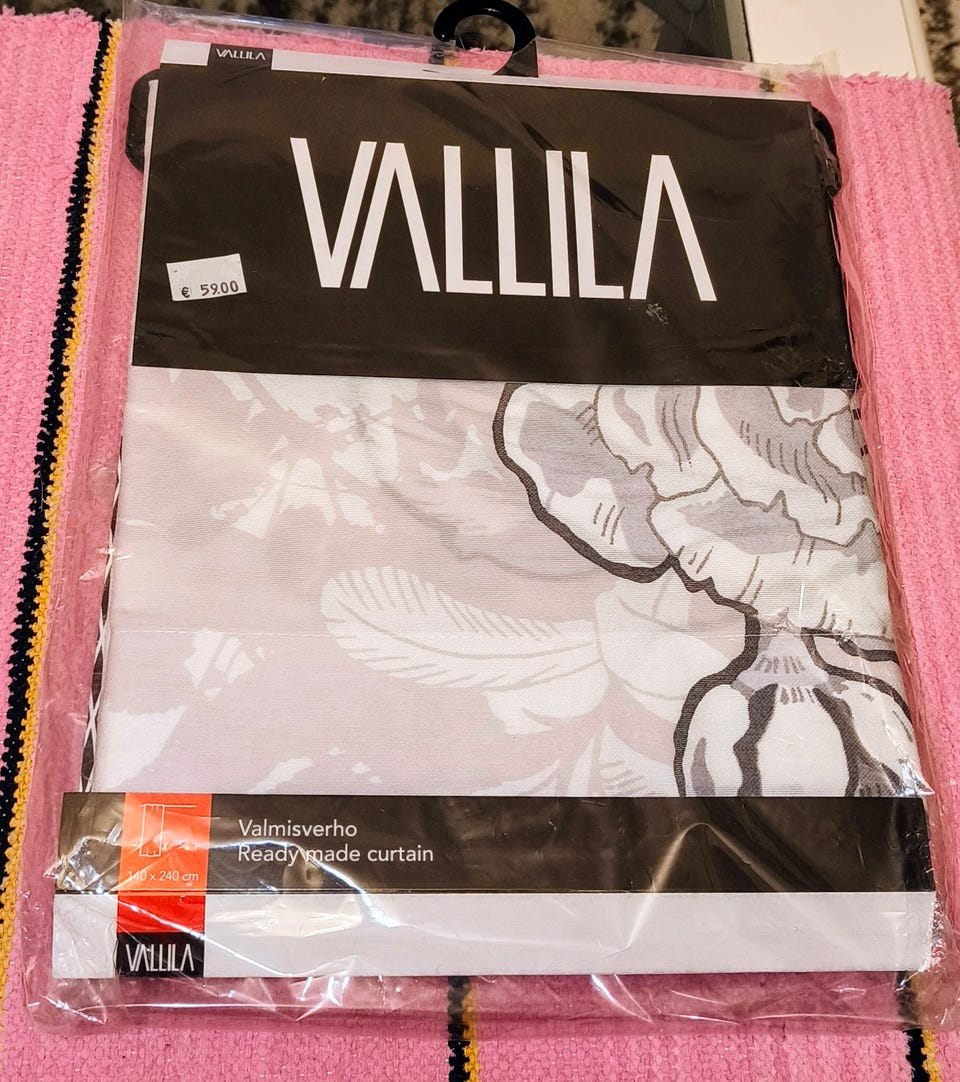 VALLILA
VALLILA
€ 59.00
Valmisverho
Ready made curtain
140 x 240 cm
VALLILA